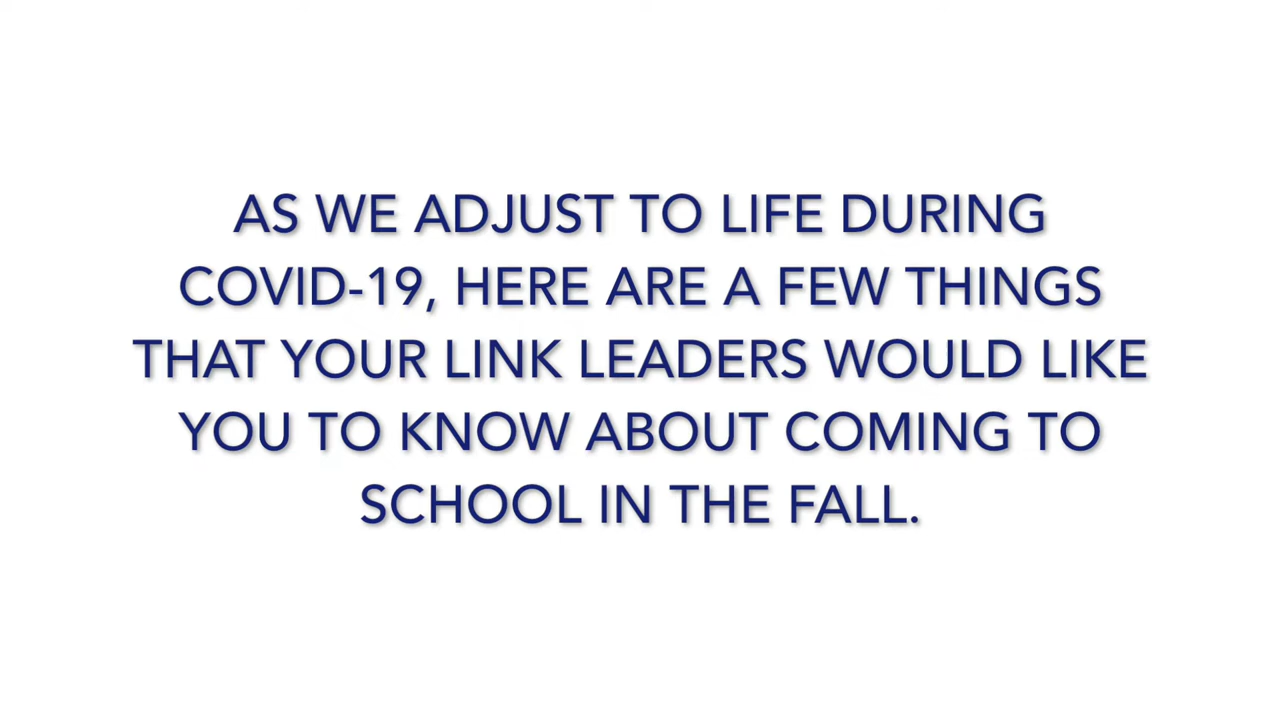 AS WE ADJUST TO LIFE DURING
COVID-19, HERE ARE A FEW THINGS
THAT YOUR LINK LEADERS WOULD LIKE
YOU TO KNOW ABOUT COMING TO
SCHOOL IN THE FALL.